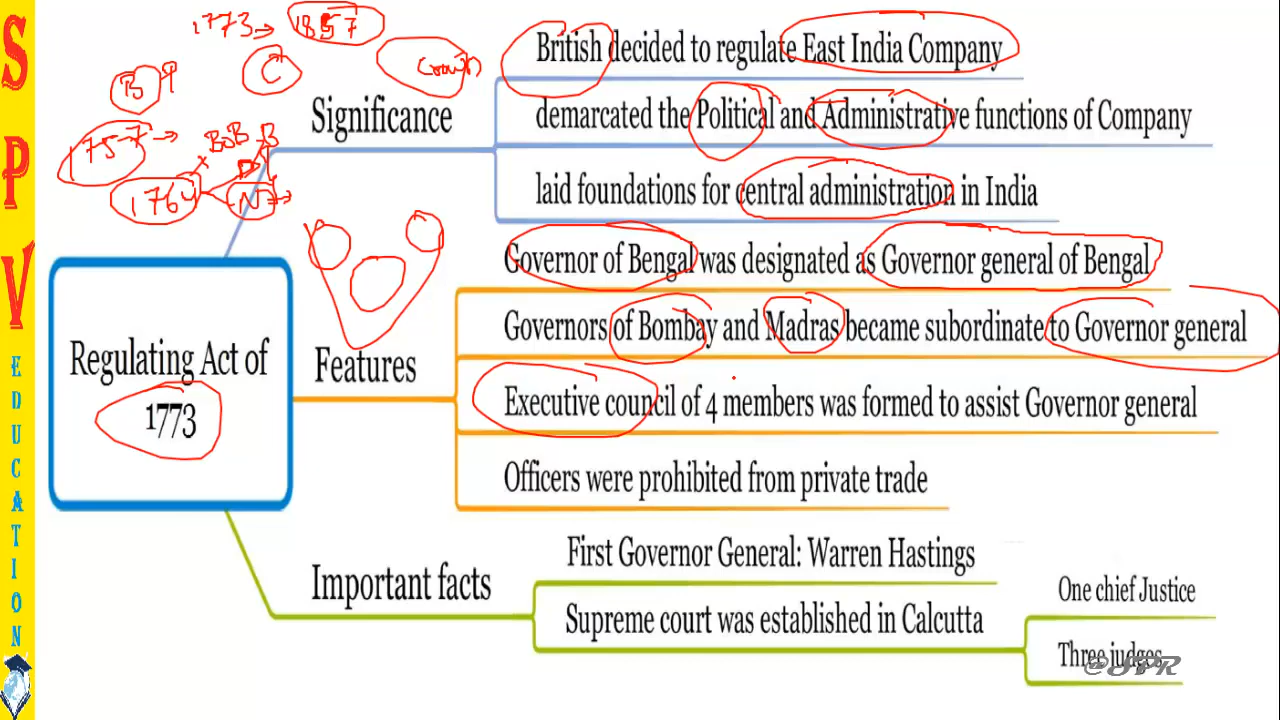 SPV EDUCATION
1773→ 1857
C
Crown
B
1757→
BSB
B
1764
D
N→
Significance
British decided to regulate East India Company
demarcated the Political and Administrative functions of Company
laid foundations for central administration in India
Regulating Act of
1773
Features
Governor of Bengal was designated as Governor general of Bengal
Governors of Bombay and Madras became subordinate to Governor general
Executive council of 4 members was formed to assist Governor general
Officers were prohibited from private trade
Important facts
First Governor General: Warren Hastings
Supreme court was established in Calcutta
One chief Justice
Three judges